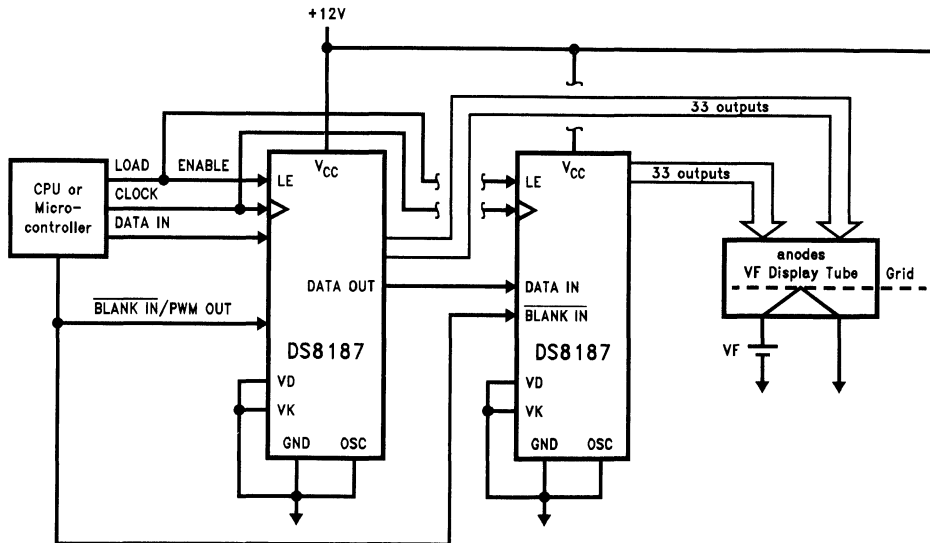 +12V
33 outputs
LOAD ENABLE
CLOCK
DATA IN
CPU or
Micro-
controller
LE
VCC
DATA OUT
BLANK IN/PWM OUT
DS8187
VD
VK
GND OSC
LE
VCC
33 outputs
DATA IN
BLANK IN
DS8187
VD
VK
GND OSC
anodes
VF Display Tube
Grid
VF